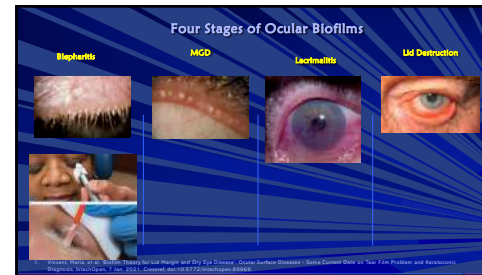 Four Stages of Ocular Biofilms
Blepharitis
MGD
Lacrimalitis
Lid Destruction
1. Vincent, Maria, et al. 'Biofilm Theory for Lid Margin and Dry Eye Disease'. Ocular Surface Diseases - Some Current Date on Tear Film Problem and Keratoconic
Diagnosis, IntechOpen, 7 Jan. 2021. Crossref, doi:10.5772/intechopen.89969.